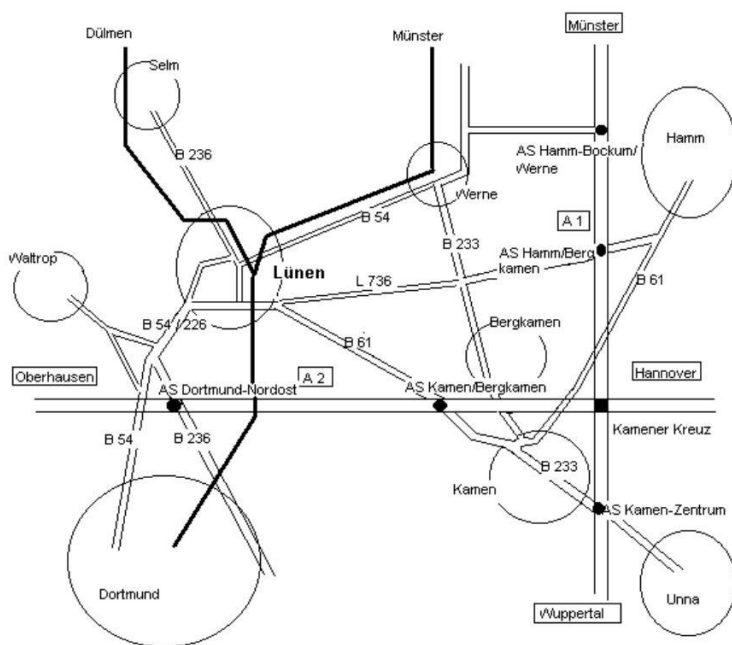 Dülmen
Münster
Münster
Selm
Hamm
B 236
AS Hamm-Bockum/
Werne
Werne
B 54
A 1
B 233
AS Hamm/Berg
kamen
Waltrop
Lünen
L 736
B 61
B 54 / 226
Bergkamen
B 61
Oberhausen
A 2
Hannover
AS Dortmund-Nordost
AS Kamen/Bergkamen
Kamener Kreuz
B 54
B 236
B 233
Kamen
AS Kamen-Zentrum
Dortmund
Wuppertal
Unna